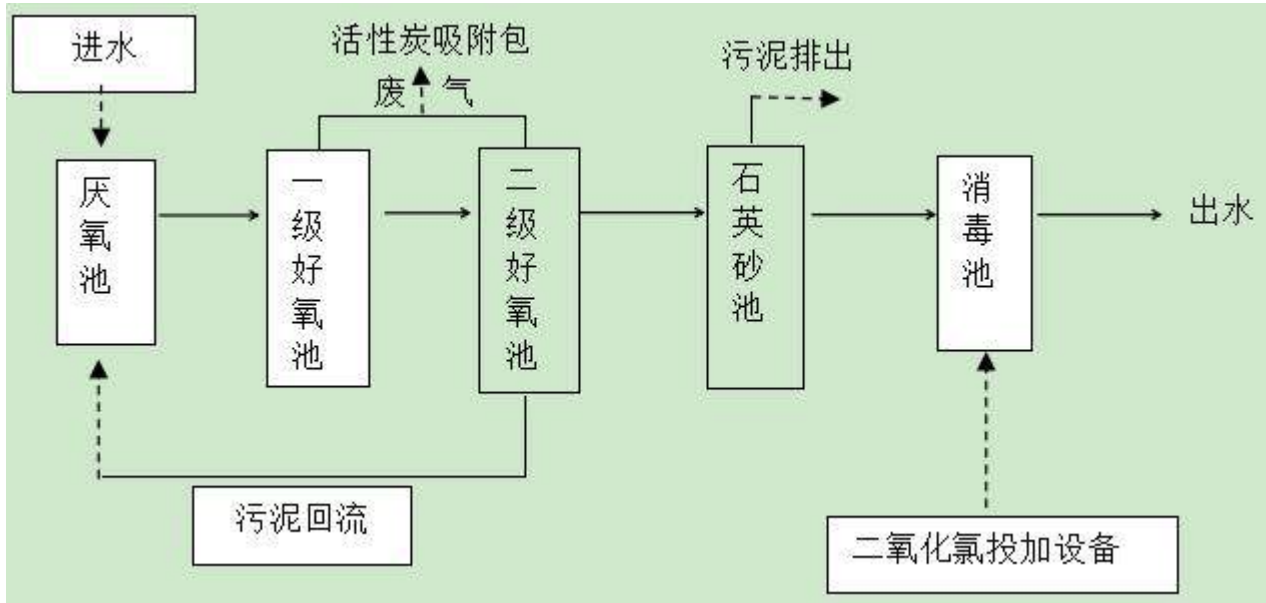 进水
活性炭吸附包
废 气
污泥排出
厌氧池
一级好氧池
二级好氧池
石英砂池
消毒池
出水
污泥回流
二氧化氯投加设备